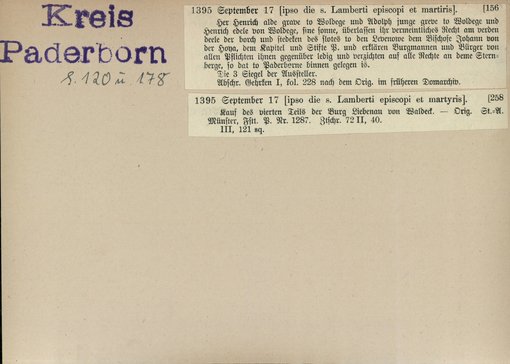 Kreis
Paderborn
S. 120 u 178
1395 September 17 [ipso die s. Lamberti episcopi et martiris]. [156
Her Henrich alde grave to Woldege und Adolph junge greve to Woldege und
Henrich edele von Woldege, sine sonne, überlassen ihr vermeintliches Recht am verden
deele der borch und stedeken des slotes to den Levenowe dem Bischofe Johann von
der Hoya, dem Kapitel und Stifte P. und erklären Burgmannen und Bürger von
allen Pflichten ihnen gegenüber ledig und verzichten auf alle Rechte an deme Stern-
berge, so dat to Paderborne binnen gelegen is.
Die 3 Siegel der Aussteller.
Abschr. Gehrken I, fol. 228 nach dem Orig. im früheren Domarchiv.
1395 September 17 [ipso die s. Lamberti episcopi et martyris]. [258
Kauf des vierten Teils der Burg Liebenau von Waldeck. — Orig. St.-A.
Münster, Fstt. P. Nr. 1287. Ztschr. 72 II, 40.
III, 121 sq.